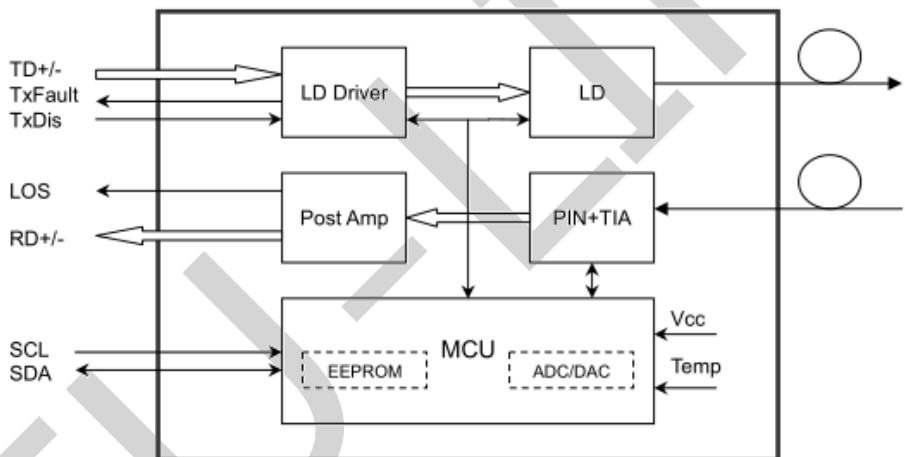 TD+/-
TxFault
TxDis
LD Driver
LD
LOS
RD+/-
Post Amp
PIN+TIA
SCL
SDA
MCU
EEPROM
ADC/DAC
Vcc
Temp